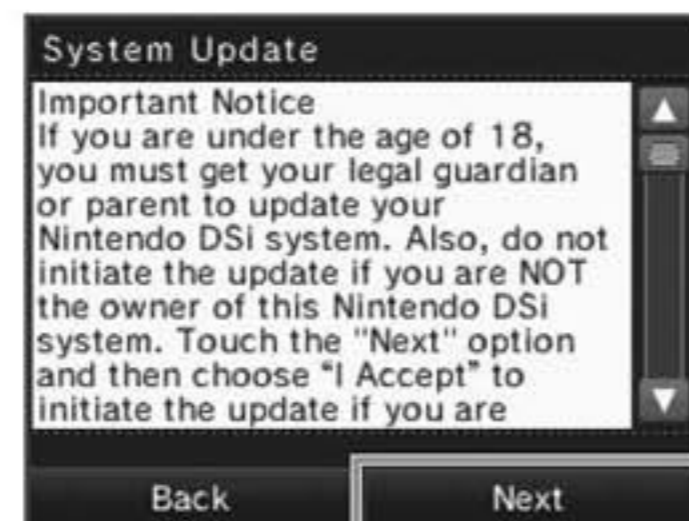 System Update
Important Notice
If you are under the age of 18,
you must get your legal guardian
or parent to update your
Nintendo DSi system. Also, do not
initiate the update if you are NOT
the owner of this Nintendo DSi
system. Touch the "Next" option
and then choose “I Accept” to
initiate the update if you are
Back
Next